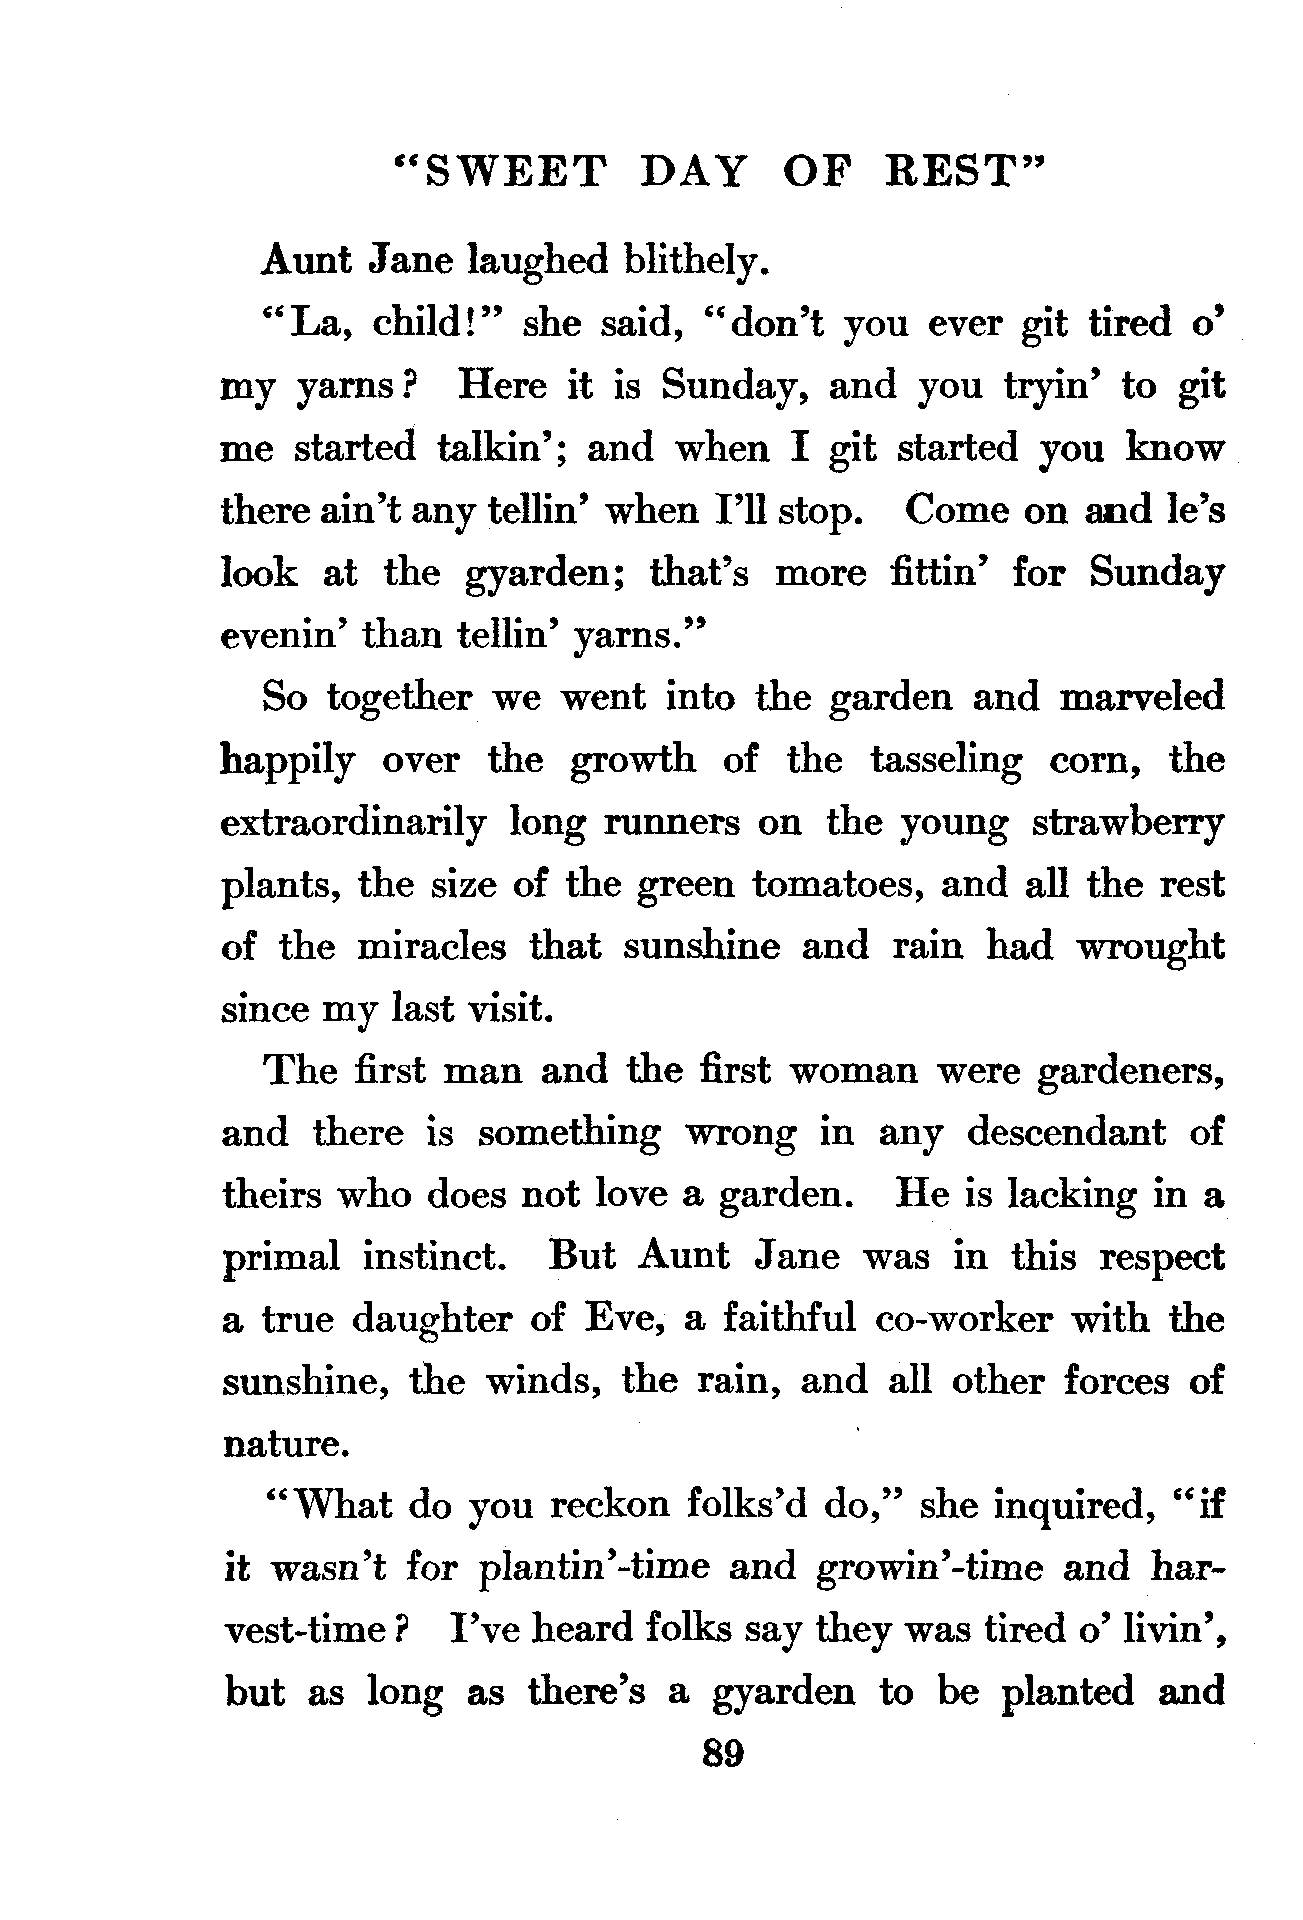 “SWEET DAY OF REST”
Aunt Jane laughed blithely.
“La, child!” she said, “don’t you ever git tired o’
my yarns? Here it is Sunday, and you tryin’ to git
me started talkin’; and when I git started you know
there ain’t any tellin’ when I’ll stop. Come on and le’s
look at the gyarden; that’s more fittin’ for Sunday
evenin’ than tellin’ yarns.”
So together we went into the garden and marveled
happily over the growth of the tasseling corn, the
extraordinarily long runners on the young strawberry
plants, the size of the green tomatoes, and all the rest
of the miracles that sunshine and rain had wrought
since my last visit.
The first man and the first woman were gardeners,
and there is something wrong in any descendant of
theirs who does not love a garden. He is lacking in a
primal instinct. But Aunt Jane was in this respect
a true daughter of Eve, a faithful co-worker with the
sunshine, the winds, the rain, and all other forces of
nature.
“What do you reckon folks’d do,” she inquired, “if
it wasn’t for plantin’-time and growin’-time and har-
vest-time? I’ve heard folks say they was tired o’ livin’,
but as long as there’s a gyarden to be planted and
89